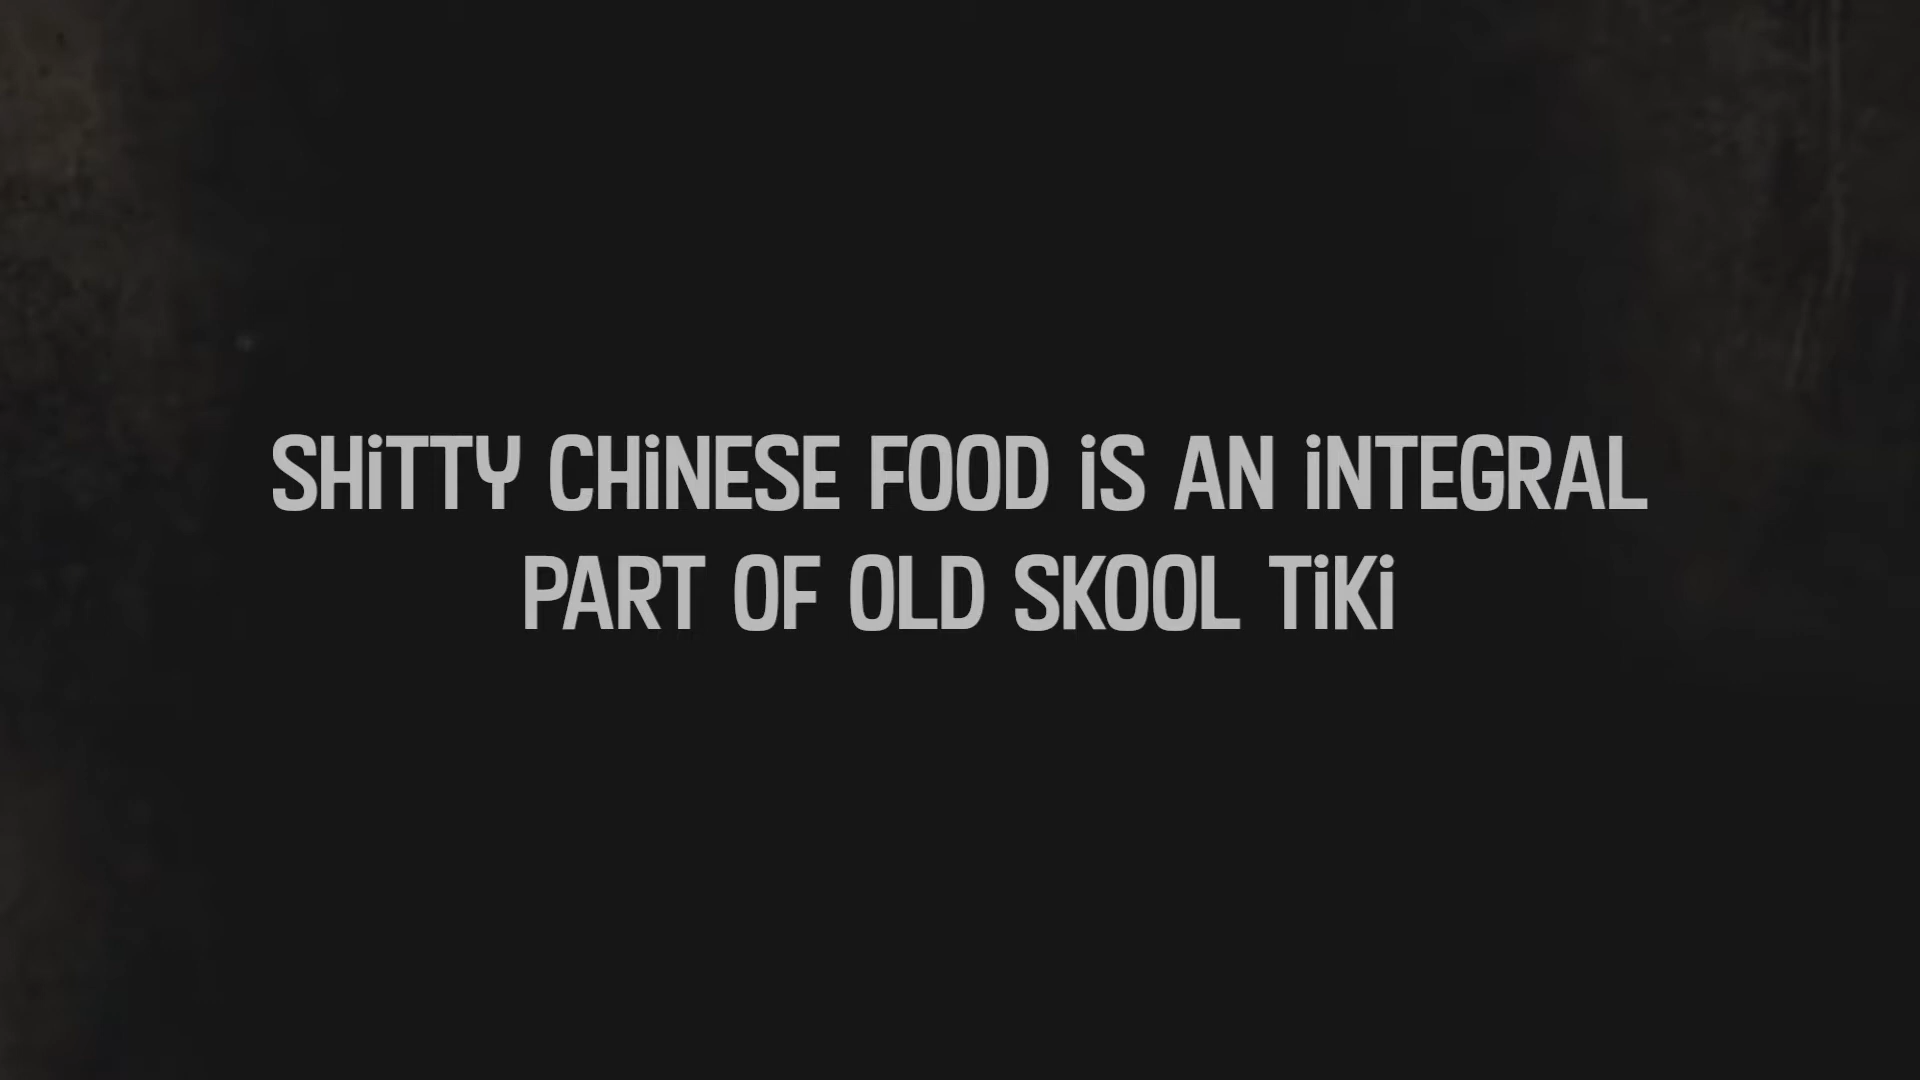 SHiTTY CHiNESE FOOD iS AN iNTEGRAL
PART OF OLD SKOOL TiKi